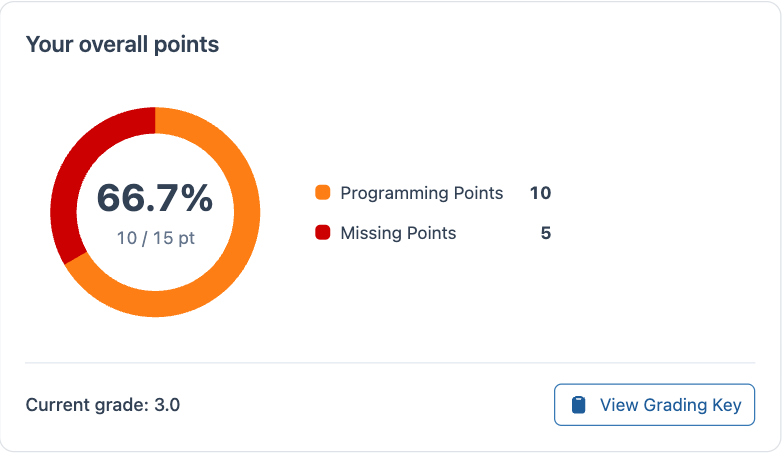 Your overall points
66.7%
10 / 15 pt
Programming Points 10
Missing Points 5
Current grade: 3.0
View Grading Key